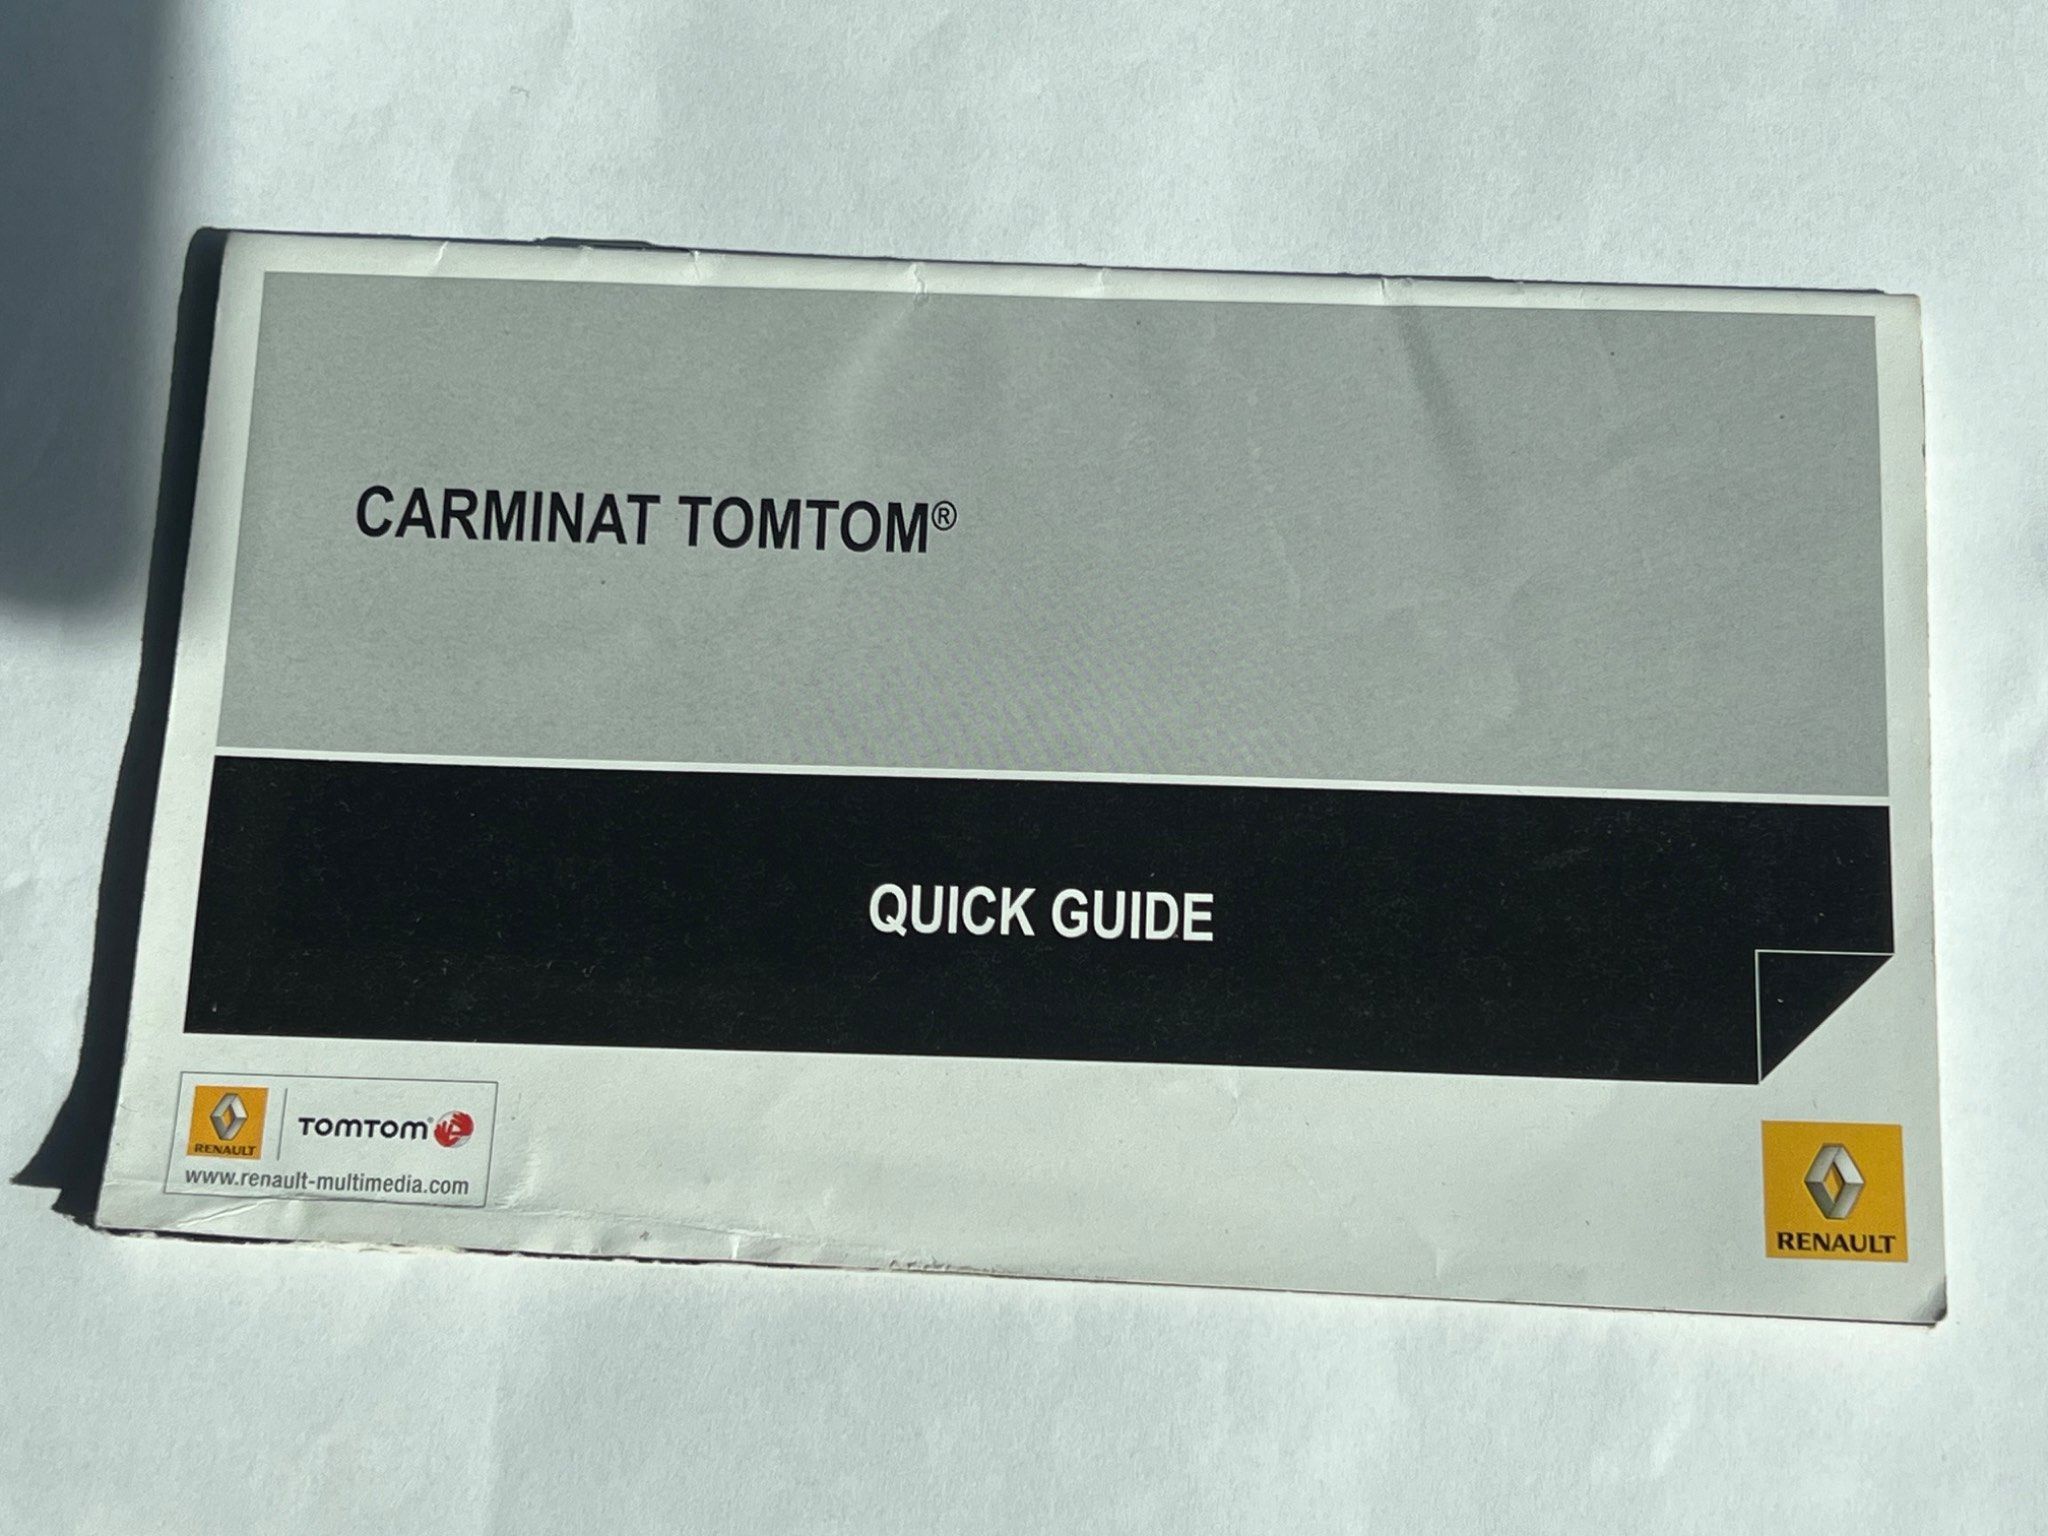 CARMINAT TOMTOM®
QUICK GUIDE
RENAULT
TOMTOM®
www.renault-multimedia.com
RENAULT